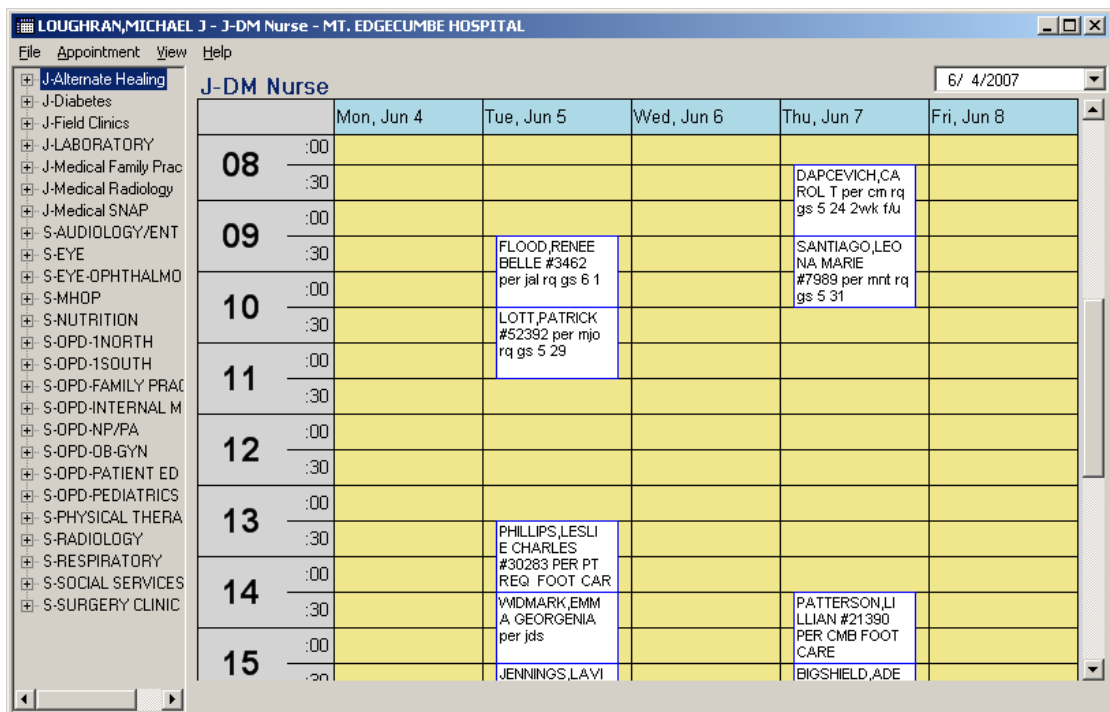 LOUGHRAN,MICHAEL J - J-DM Nurse - MT. EDGECUMBE HOSPITAL
File Appointment View Help
J-Alternate Healing
J-Diabetes
J-Field Clinics
J-LABORATORY
J-Medical Family Prac
J-Medical Radiology
J-Medical SNAP
S-AUDIOLOGY/ENT
S-EYE
S-EYE-OPHTHALMO
S-MHOP
S-NUTRITION
S-OPD-1NORTH
S-OPD-1SOUTH
S-OPD-FAMILY PRAC
S-OPD-INTERNAL M
S-OPD-NP/PA
S-OPD-OB-GYN
S-OPD-PATIENT ED
S-OPD-PEDIATRICS
S-PHYSICAL THERA
S-RADIOLOGY
S-RESPIRATORY
S-SOCIAL SERVICES
S-SURGERY CLINIC
J-DM Nurse
6/ 4/2007
Mon, Jun 4 Tue, Jun 5 Wed, Jun 6 Thu, Jun 7 Fri, Jun 8
08 :00
:30
09 :00
:30
10 :00
:30
11 :00
:30
12 :00
:30
13 :00
:30
14 :00
:30
15 :00
:30
FLOOD,RENEE
BELLE #3462
per jal rq gs 6 1
LOTT,PATRICK
#52392 per mjo
rq gs 5 29
PHILLIPS,LESLI
E CHARLES
#30283 PER PT
REQ FOOT CAR
WIDMARK,EMM
A GEORGENIA
per jds
JENNINGS,LAVI
DAPCEVICH,CA
ROL T per cm rq
gs 5 24 2wk f/u
SANTIAGO,LEO
NA MARIE
#7989 per mnt rq
gs 5 31
PATTERSON,LI
LLIAN #21390
PER CMB FOOT
CARE
BIGSHIELD,ADE